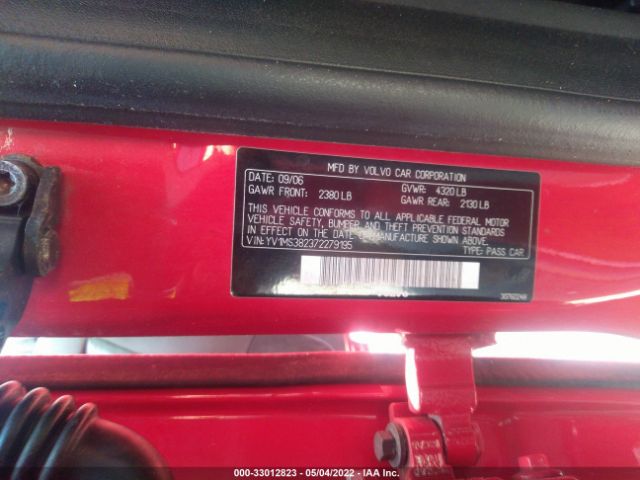 MFD BY VOLVO CAR CORPORATION
DATE: 09/06 GVWR: 4320 LB
GAWR FRONT: 2380 LB GAWR REAR: 2130 LB
THIS VEHICLE CONFORMS TO ALL APPLICABLE FEDERAL MOTOR
VEHICLE SAFETY, BUMPER AND THEFT PREVENTION STANDARDS
IN EFFECT ON THE DATE OF MANUFACTURE SHOWN ABOVE.
VIN: YV1MS382372279195 TYPE: PASS CAR
VOLVO
30760248
000-33012823 - 05/04/2022 - IAA Inc.